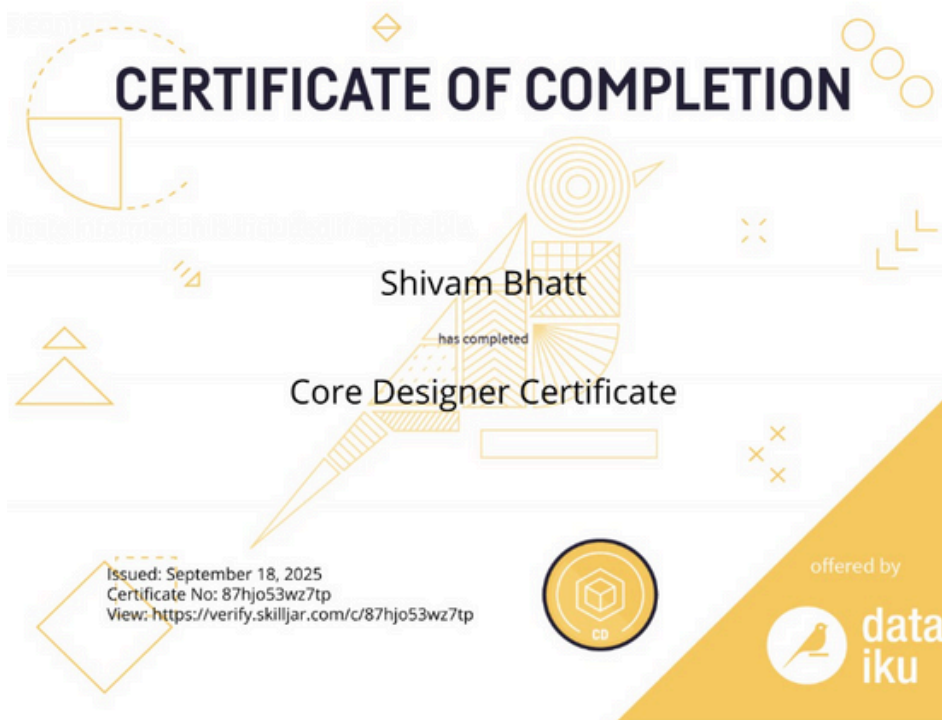 CERTIFICATE OF COMPLETION
Shivam Bhatt
has completed
Core Designer Certificate
Issued: September 18, 2025
Certificate No: 87hjo53wz7tp
View: https://verify.skilljar.com/c/87hjo53wz7tp
CD
offered by
data
iku